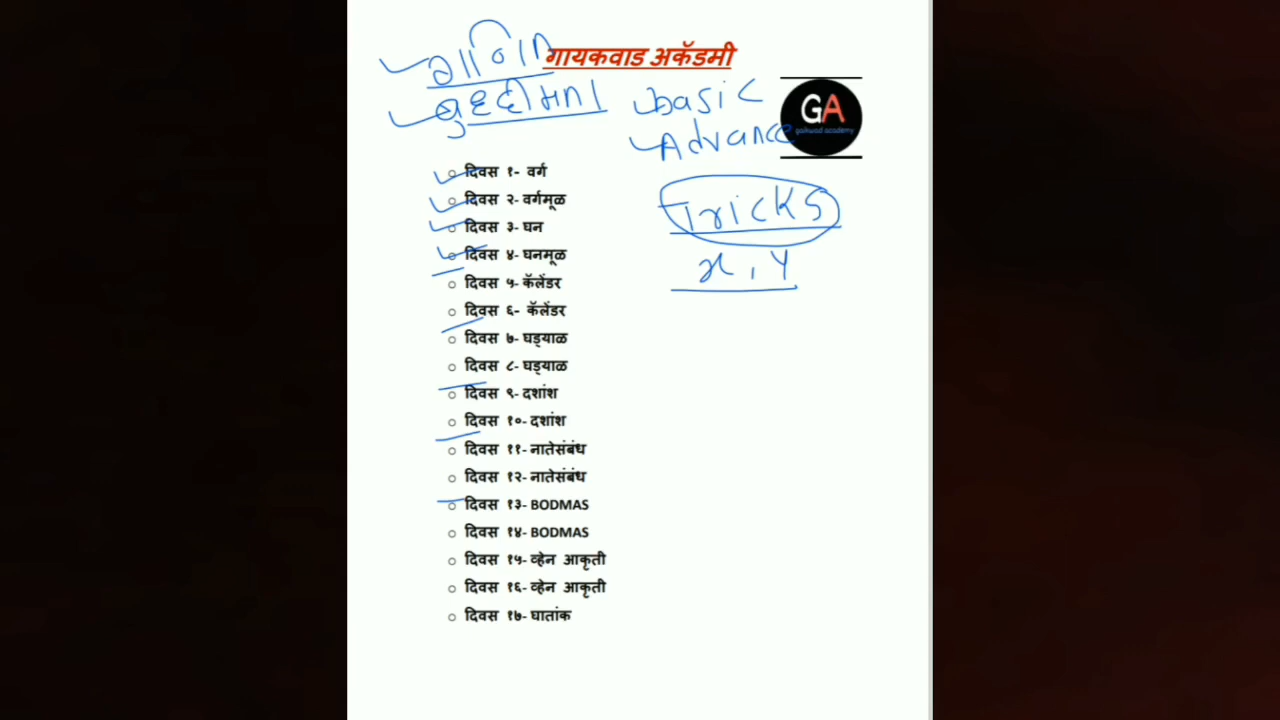 गणित
गायकवाड अकॅडमी
बुद्धीमत्ता
basic
Advance
GA
gaikwad academy
Tricks
x, y
○ दिवस १- वर्ग
○ दिवस २- वर्गमूळ
○ दिवस ३- घन
○ दिवस ४- घनमूळ
○ दिवस ५- कॅलेंडर
○ दिवस ६- कॅलेंडर
○ दिवस ७- घड्याळ
○ दिवस ८- घड्याळ
○ दिवस ९- दशांश
○ दिवस १०- दशांश
○ दिवस ११- नातेसंबंध
○ दिवस १२- नातेसंबंध
○ दिवस १३- BODMAS
○ दिवस १४- BODMAS
○ दिवस १५- व्हेन आकृती
○ दिवस १६- व्हेन आकृती
○ दिवस १७- घातांक